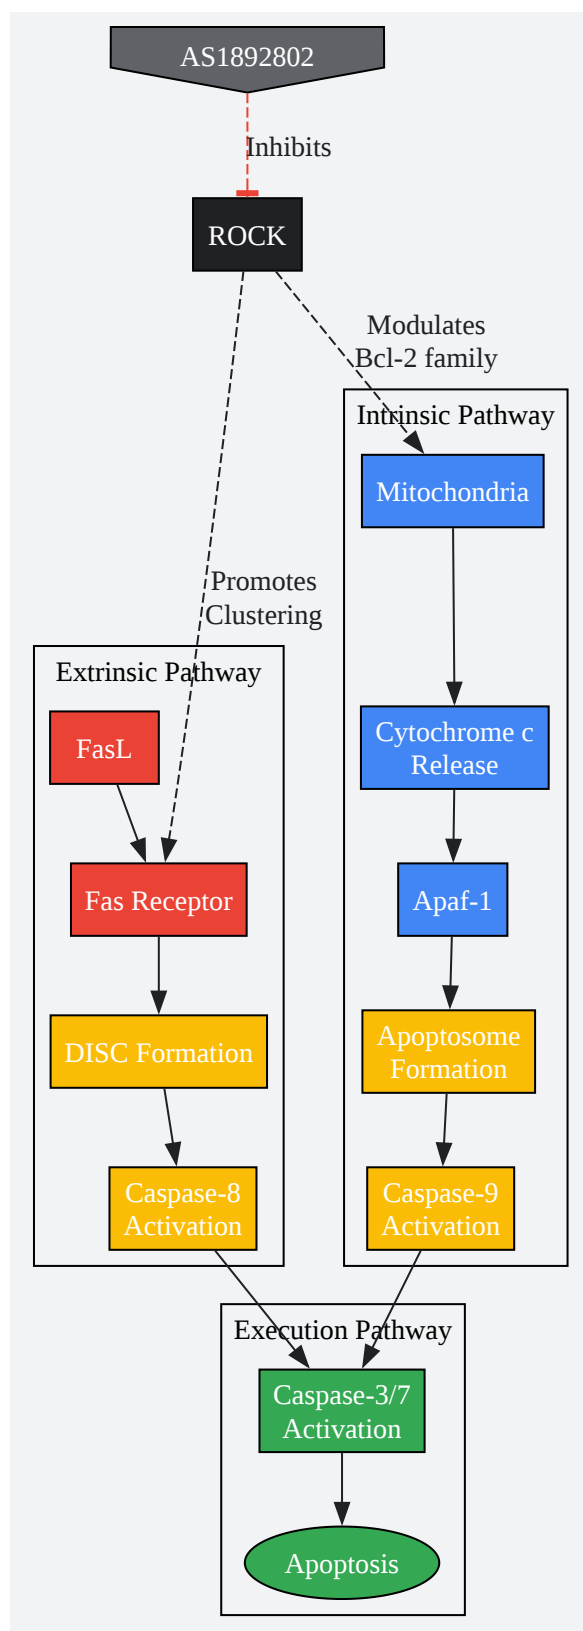 AS1892802
Inhibits
ROCK
Modulates
Bcl-2 family
Intrinsic Pathway
Mitochondria
Promotes
Clustering
Extrinsic Pathway
FasL
Cytochrome c
Release
Fas Receptor
Apaf-1
DISC Formation
Apoptosome
Formation
Caspase-8
Activation
Caspase-9
Activation
Execution Pathway
Caspase-3/7
Activation
Apoptosis